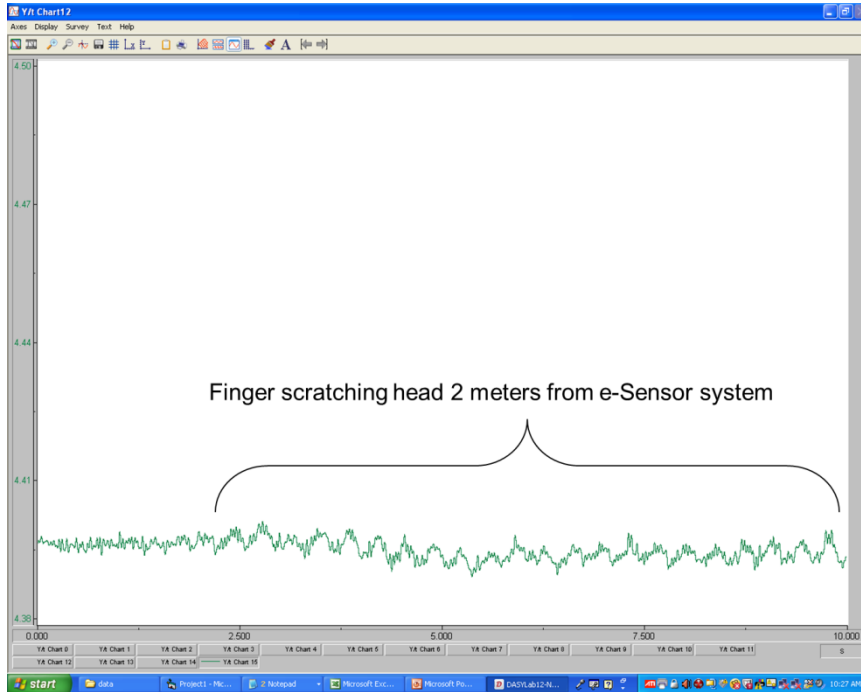 Y/t Chart12
Axes Display Survey Text Help
4.50
4.47
4.44
Finger scratching head 2 meters from e-Sensor system
4.41
4.38
0.000 2.500 5.000 7.500 10.000
Y/t Chart 0 Y/t Chart 1 Y/t Chart 2 Y/t Chart 3 Y/t Chart 4 Y/t Chart 5 Y/t Chart 6 Y/t Chart 7 Y/t Chart 8 Y/t Chart 9 Y/t Chart 10 Y/t Chart 11 S
Y/t Chart 12 Y/t Chart 13 Y/t Chart 14 Y/t Chart 15
start data Project1 - Mic... 2 Notepad Microsoft Exc... Microsoft Po... DASYLab12-N... 10:27 AM